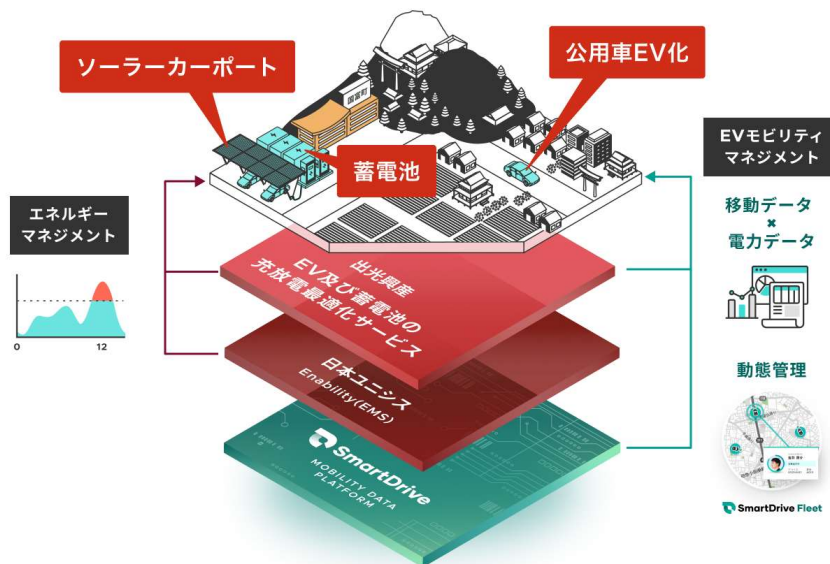 ソーラーカーポート
公用車EV化
国富町
蓄電池
EVモビリティ
マネジメント
移動データ
×
電力データ
エネルギー
マネジメント
0
12
出光興産
EV及び蓄電池の
充放電最適化サービス
日本ユニシス
Enability(EMS)
動態管理
SmartDrive
MOBILITY DATA
PLATFORM
SmartDrive Fleet